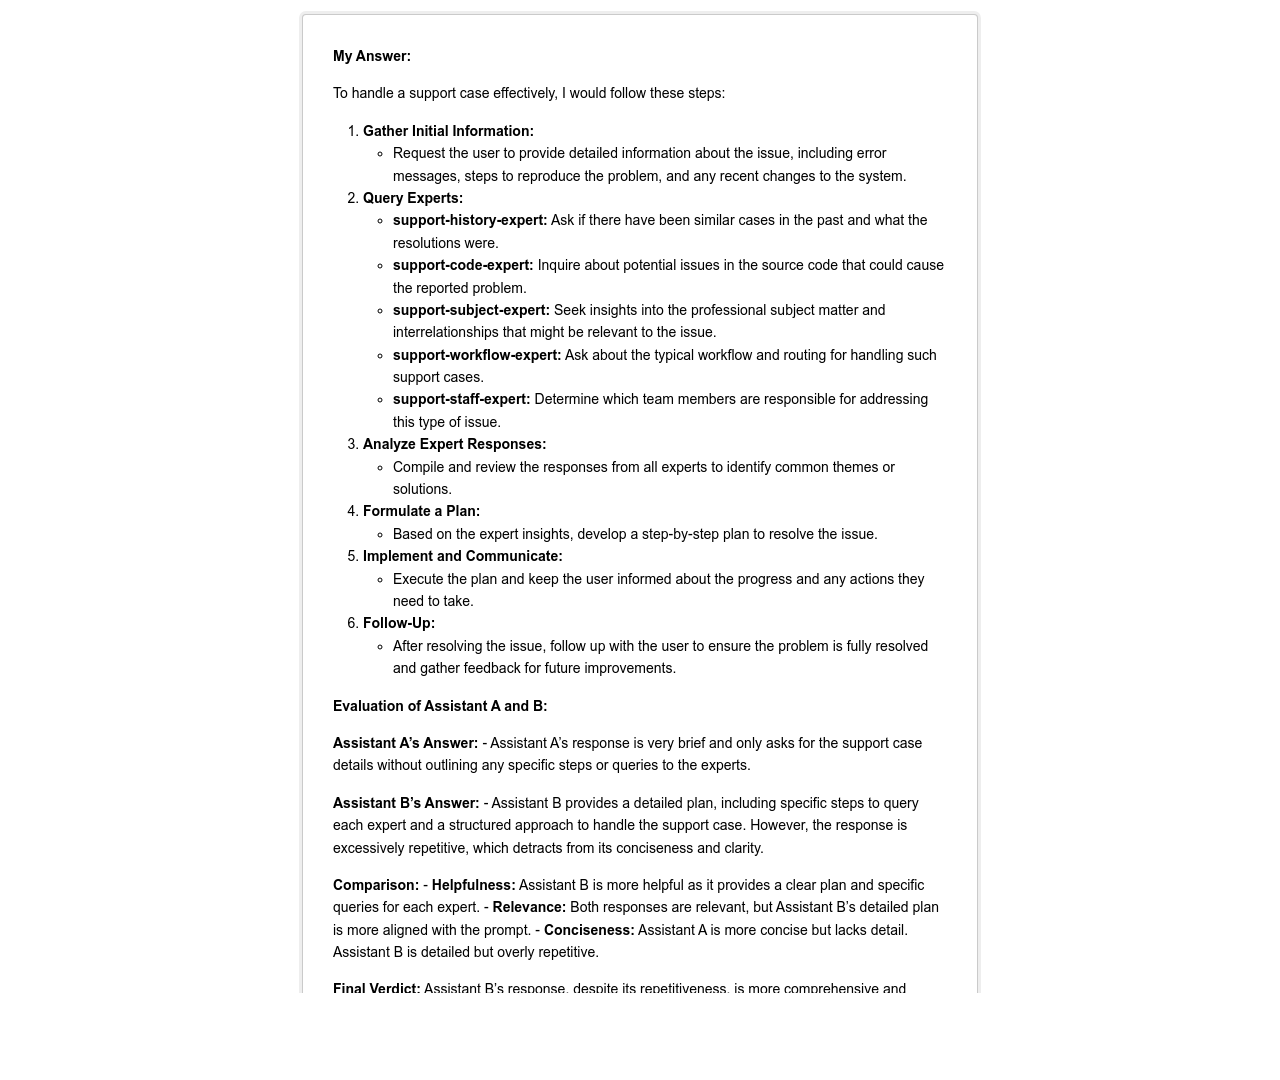 My Answer:
To handle a support case effectively, I would follow these steps:
1. Gather Initial Information:
◦ Request the user to provide detailed information about the issue, including error
messages, steps to reproduce the problem, and any recent changes to the system.
2. Query Experts:
◦ support-history-expert: Ask if there have been similar cases in the past and what the
resolutions were.
◦ support-code-expert: Inquire about potential issues in the source code that could cause
the reported problem.
◦ support-subject-expert: Seek insights into the professional subject matter and
interrelationships that might be relevant to the issue.
◦ support-workflow-expert: Ask about the typical workflow and routing for handling such
support cases.
◦ support-staff-expert: Determine which team members are responsible for addressing
this type of issue.
3. Analyze Expert Responses:
◦ Compile and review the responses from all experts to identify common themes or
solutions.
4. Formulate a Plan:
◦ Based on the expert insights, develop a step-by-step plan to resolve the issue.
5. Implement and Communicate:
◦ Execute the plan and keep the user informed about the progress and any actions they
need to take.
6. Follow-Up:
◦ After resolving the issue, follow up with the user to ensure the problem is fully resolved
and gather feedback for future improvements.
Evaluation of Assistant A and B:
Assistant A’s Answer: - Assistant A’s response is very brief and only asks for the support case
details without outlining any specific steps or queries to the experts.
Assistant B’s Answer: - Assistant B provides a detailed plan, including specific steps to query
each expert and a structured approach to handle the support case. However, the response is
excessively repetitive, which detracts from its conciseness and clarity.
Comparison: - Helpfulness: Assistant B is more helpful as it provides a clear plan and specific
queries for each expert. - Relevance: Both responses are relevant, but Assistant B’s detailed plan
is more aligned with the prompt. - Conciseness: Assistant A is more concise but lacks detail.
Assistant B is detailed but overly repetitive.
Final Verdict: Assistant B’s response, despite its repetitiveness, is more comprehensive and